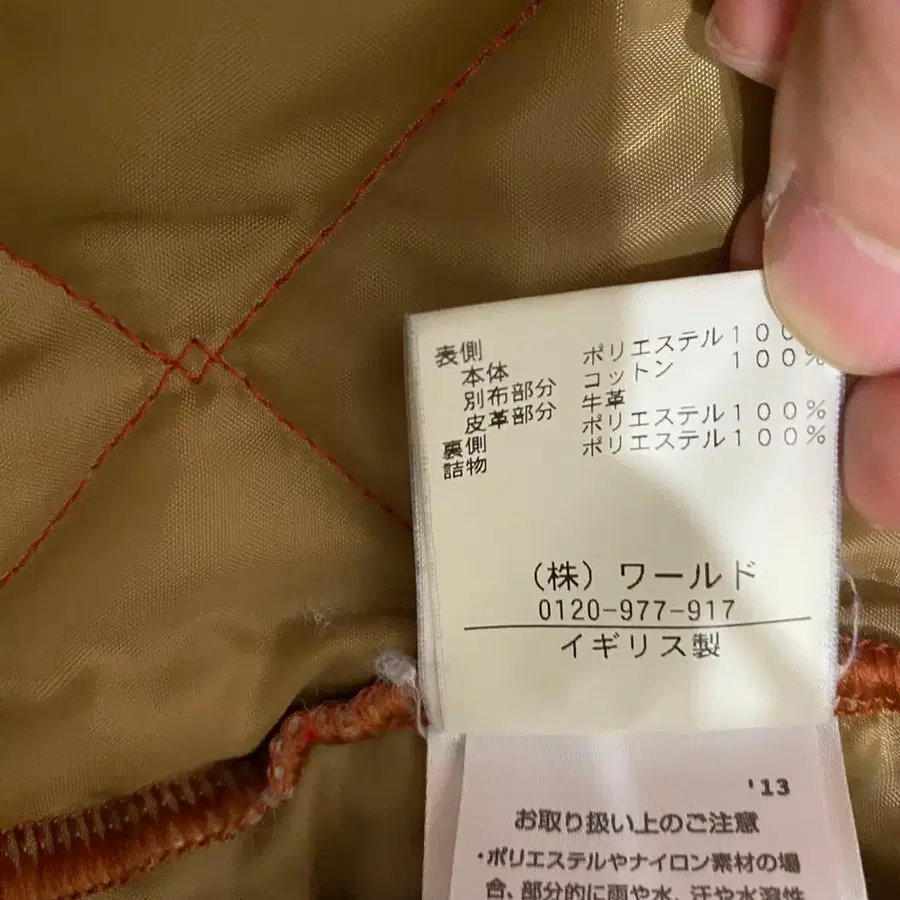 表側
本体 ポリエステル100
別布部分 コットン 100%
皮革部分 牛革
裏側 ポリエステル100%
詰物 ポリエステル100%
(株)ワールド
0120-977-917
イギリス製
'13
お取り扱い上のご注意
・ポリエステルやナイロン素材の場
合、部分的に雨や水、汗や水溶性